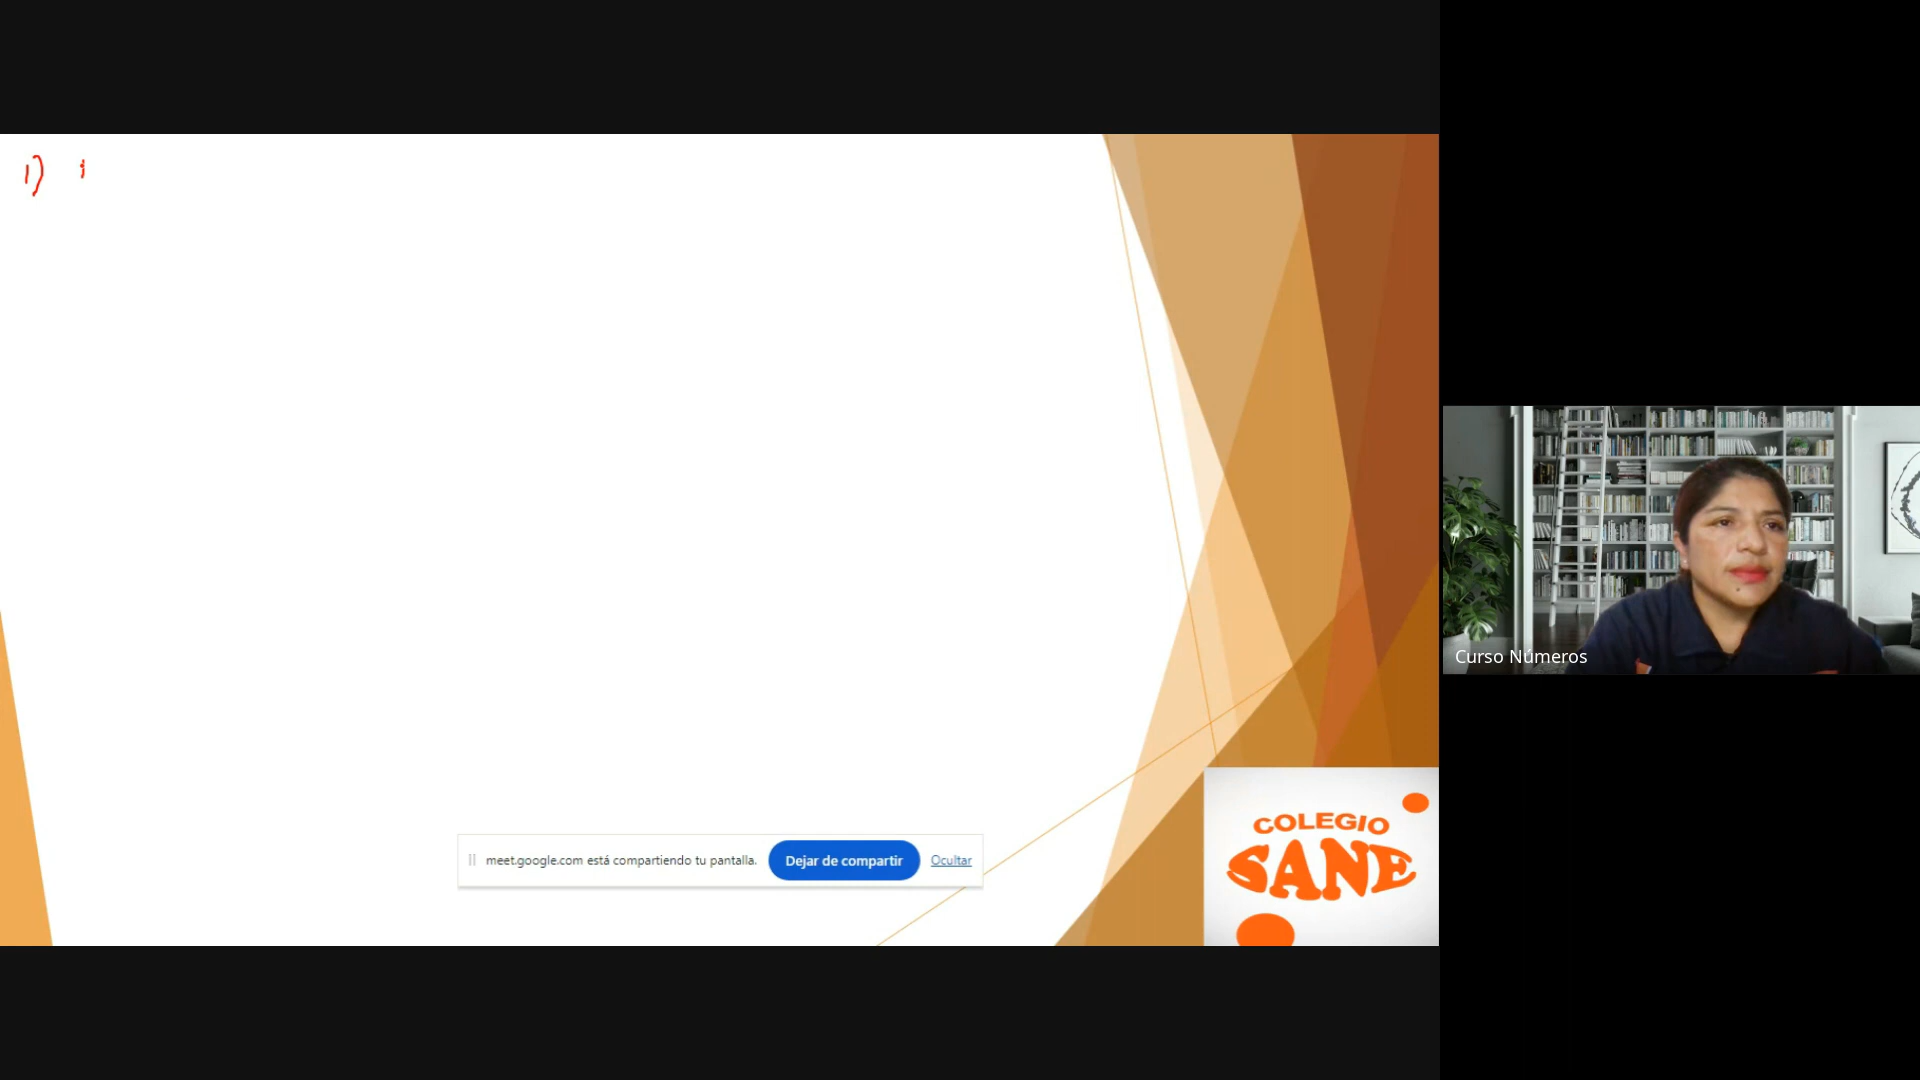 1)
meet.google.com está compartiendo tu pantalla. Dejar de compartir Ocultar
COLEGIO
SANE
Curso Números